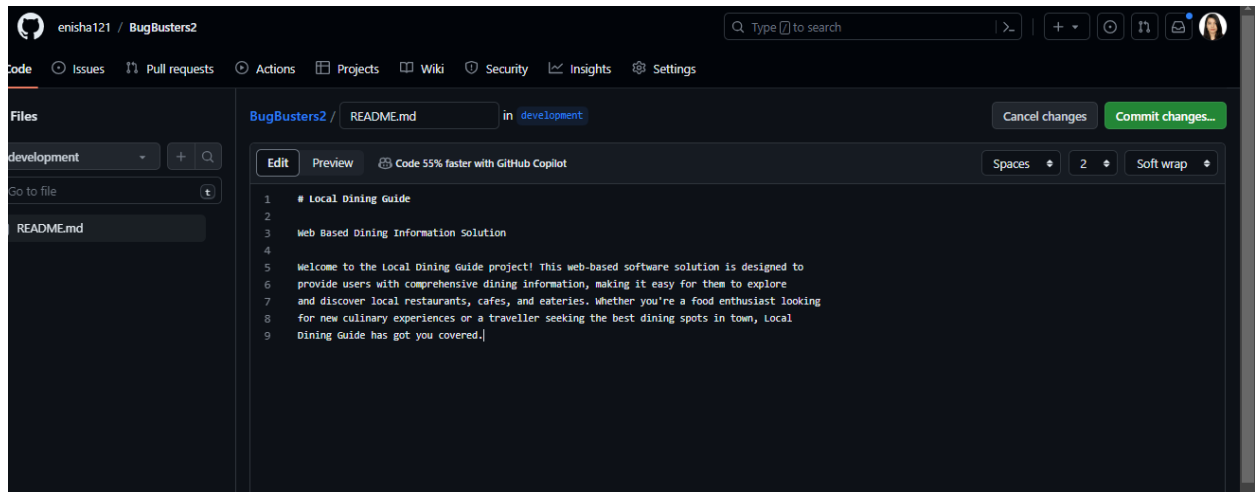 enisha121 / BugBusters2
Type / to search
Code Issues Pull requests Actions Projects Wiki Security Insights Settings
Files
BugBusters2 / README.md in development
Cancel changes Commit changes...
development
Edit Preview Code 55% faster with GitHub Copilot
Spaces 2 Soft wrap
Go to file t
README.md
1 # Local Dining Guide
2
3 Web Based Dining Information Solution
4
5 Welcome to the Local Dining Guide project! This web-based software solution is designed to
6 provide users with comprehensive dining information, making it easy for them to explore
7 and discover local restaurants, cafes, and eateries. Whether you're a food enthusiast looking
8 for new culinary experiences or a traveller seeking the best dining spots in town, Local
9 Dining Guide has got you covered.